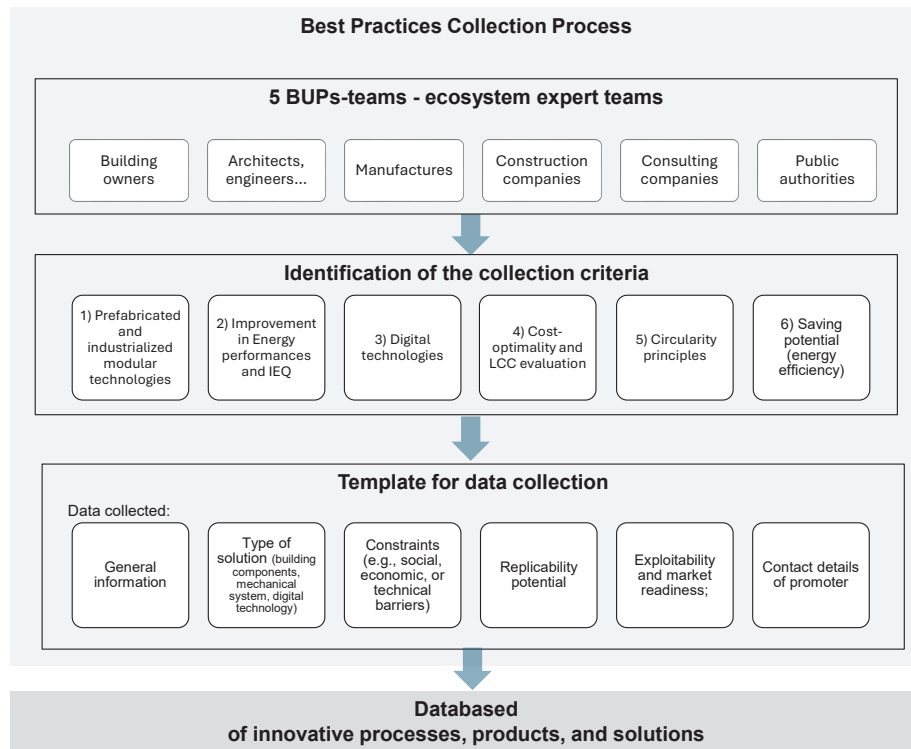 Best Practices Collection Process
5 BUPs-teams - ecosystem expert teams
Building
owners
Architects,
engineers...
Manufactures
Construction
companies
Consulting
companies
Public
authorities
Identification of the collection criteria
1) Prefabricated
and
industrialized
modular
technologies
2) Improvement
in Energy
performances
and IEQ
3) Digital
technologies
4) Cost-
optimality and
LCC evaluation
5) Circularity
principles
6) Saving
potential
(energy
efficiency)
Template for data collection
Data collected:
General
information
Type of
solution (building
components,
mechanical
system, digital
technology)
Constraints
(e.g., social,
economic, or
technical
barriers)
Replicability
potential
Exploitability
and market
readiness;
Contact details
of promoter
Databased
of innovative processes, products, and solutions